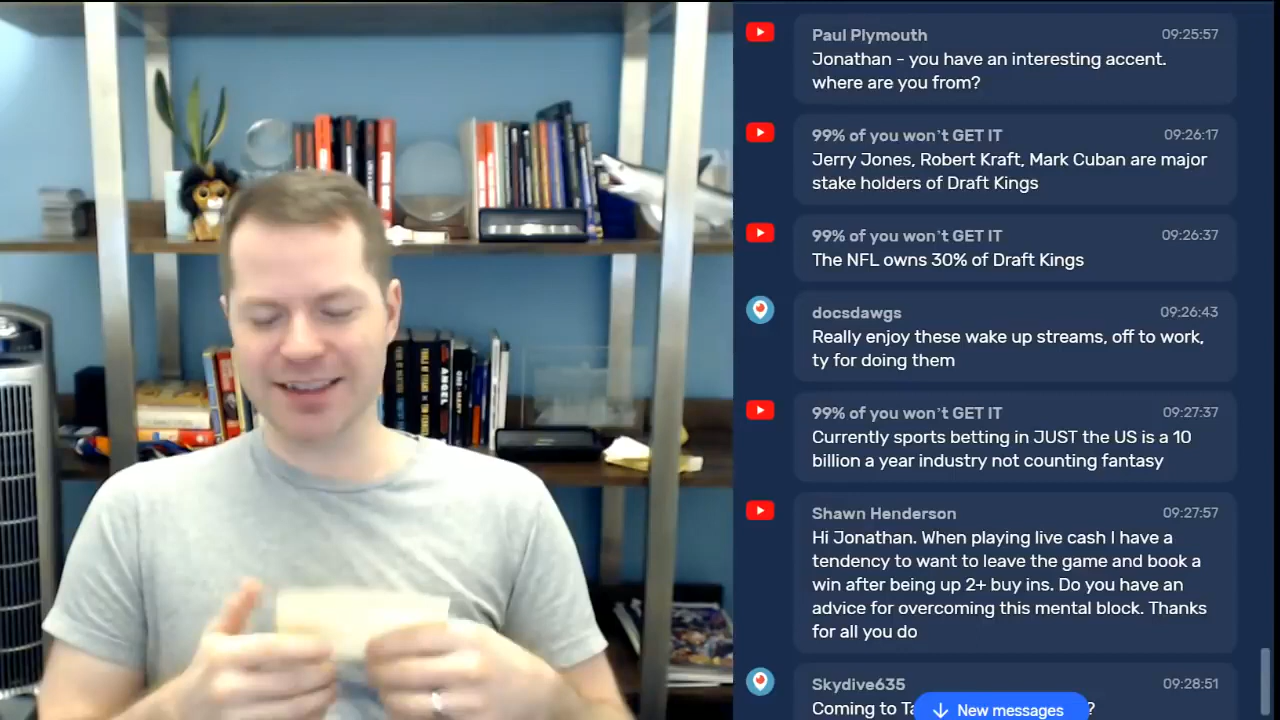 Paul Plymouth
09:25:57
Jonathan - you have an interesting accent.
where are you from?
99% of you won't GET IT
09:26:17
Jerry Jones, Robert Kraft, Mark Cuban are major
stake holders of Draft Kings
99% of you won't GET IT
09:26:37
The NFL owns 30% of Draft Kings
docsdawgs
09:26:43
Really enjoy these wake up streams, off to work,
ty for doing them
99% of you won't GET IT
09:27:37
Currently sports betting in JUST the US is a 10
billion a year industry not counting fantasy
Shawn Henderson
09:27:57
Hi Jonathan. When playing live cash I have a
tendency to want to leave the game and book a
win after being up 2+ buy ins. Do you have an
advice for overcoming this mental block. Thanks
for all you do
Skydive635
09:28:51
Coming to
?
New messages
ANGEL